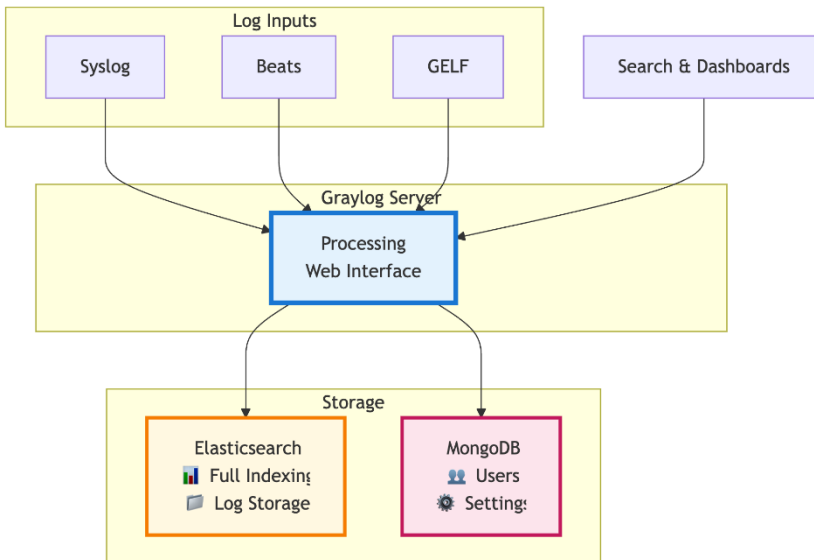 Log Inputs
Syslog
Beats
GELF
Search & Dashboards
Graylog Server
Processing
Web Interface
Storage
Elasticsearch
📊 Full Indexing
📁 Log Storage
MongoDB
👥 Users
⚙️ Settings